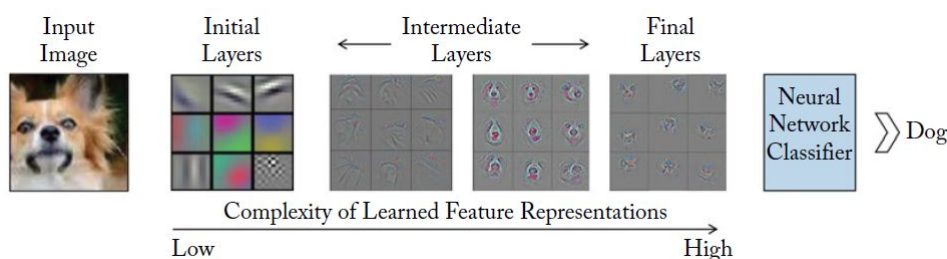 Input
Image
Initial
Layers
Intermediate
Layers
Final
Layers
Neural
Network
Classifier
Dog
Complexity of Learned Feature Representations
Low
High